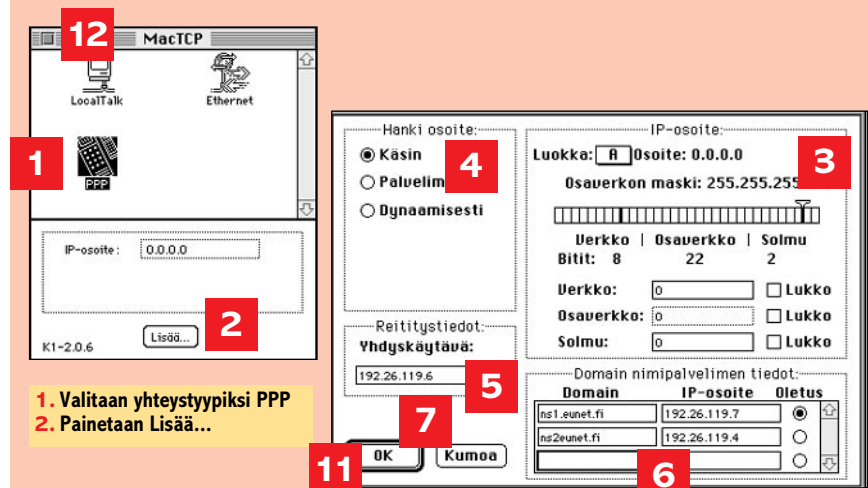 12
MacTCP
LocalTalk
Ethernet
1
PPP
IP-osoite:
0.0.0.0
2
Lisää...
K1-2.0.6
1. Valitaan yhteystyypiksi PPP
2. Painetaan Lisää...
Hanki osoite:
Käsin
4
Dynaamisesti
Reititystiedot:
Yhdyskäytävä:
192.26.119.6
5
7
11
OK
Kumoa
IP-osoite:
Luokka: A Osoite: 0.0.0.0
3
Osaverkon maski: 255.255.255
Verkko | Osaverkko | Solmu
Bitit: 8 22 2
Verkko: 0 Lukko
Osaverkko: 0 Lukko
Solmu: 0 Lukko
Domain nimipalvelimen tiedot:
Domain IP-osoite Oletus
ns1.eunet.fi 192.26.119.7
ns2eunet.fi 192.26.119.4
6